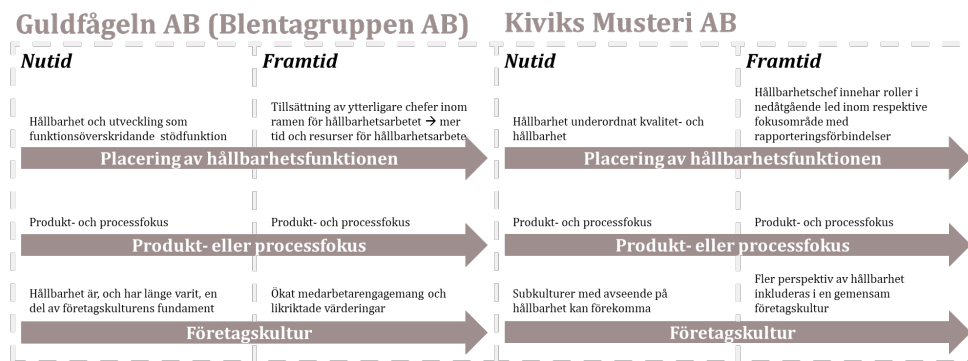 Guldfågeln AB (Blentagruppen AB)
Nutid
Framtid
Hållbarhet och utveckling som
funktionsöverskridande stödfunktion
Tillsättning av ytterligare chefer inom
ramen för hållbarhetsarbetet → mer
tid och resurser för hållbarhetsarbete
Placering av hållbarhetsfunktionen
Produkt- och processfokus
Produkt- och processfokus
Produkt- eller processfokus
Hållbarhet är, och har länge varit, en
del av företagskulturens fundament
Ökat medarbetarengagemang och
likriktade värderingar
Företagskultur
Kiviks Musteri AB
Nutid
Framtid
Hållbarhet underordnat kvalitet- och
hållbarhet
Hållbarhetschef innehar roller i
nedåtgående led inom respektive
fokusområde med
rapporteringsförbindelser
Placering av hållbarhetsfunktionen
Produkt- och processfokus
Produkt- och processfokus
Produkt- eller processfokus
Subkulturer med avseende på
hållbarhet kan förekomma
Fler perspektiv av hållbarhet
inkluderas i en gemensam
företagskultur
Företagskultur